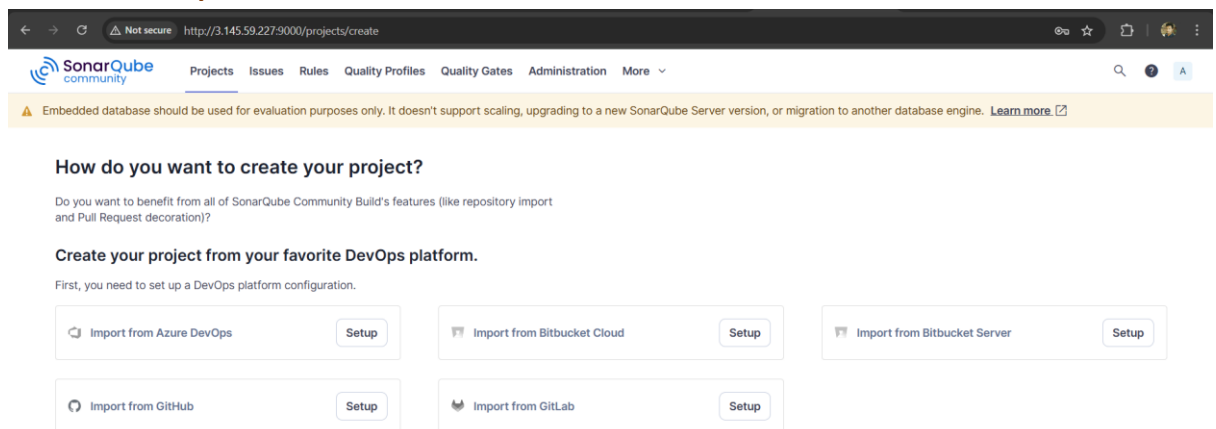 Not secure http://3.145.59.227:9000/projects/create
SonarQube community Projects Issues Rules Quality Profiles Quality Gates Administration More A
Embedded database should be used for evaluation purposes only. It doesn't support scaling, upgrading to a new SonarQube Server version, or migration to another database engine. Learn more
How do you want to create your project?
Do you want to benefit from all of SonarQube Community Build's features (like repository import
and Pull Request decoration)?
Create your project from your favorite DevOps platform.
First, you need to set up a DevOps platform configuration.
Import from Azure DevOps Setup Import from Bitbucket Cloud Setup Import from Bitbucket Server Setup
Import from GitHub Setup Import from GitLab Setup